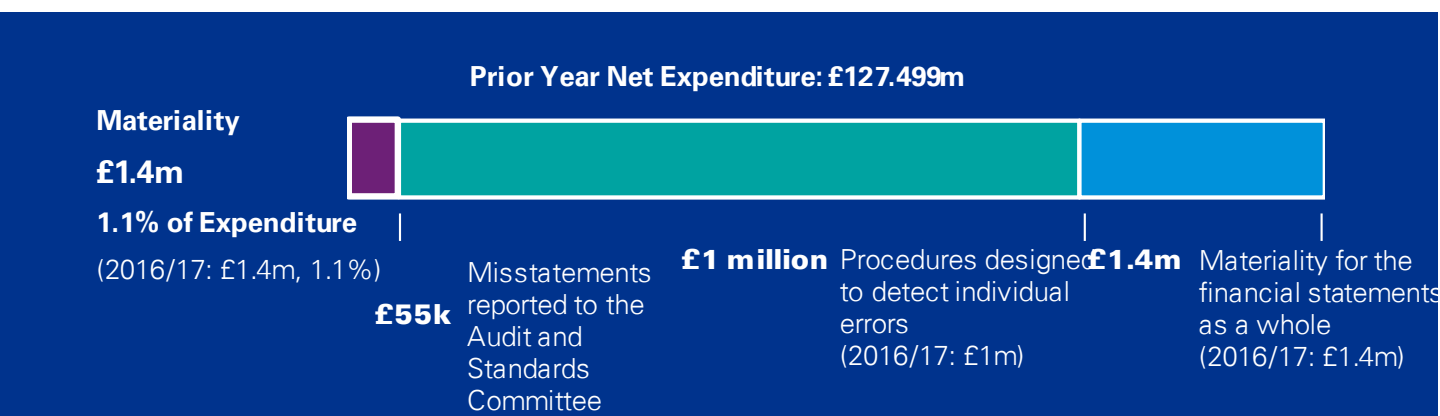 Prior Year Net Expenditure: £127.499m
Materiality
£1.4m
1.1% of Expenditure
(2016/17: £1.4m, 1.1%)
£55k
Misstatements
reported to the
Audit and
Standards
Committee
£1 million
Procedures designed
to detect individual
errors
(2016/17: £1m)
£1.4m
Materiality for the
financial statements
as a whole
(2016/17: £1.4m)